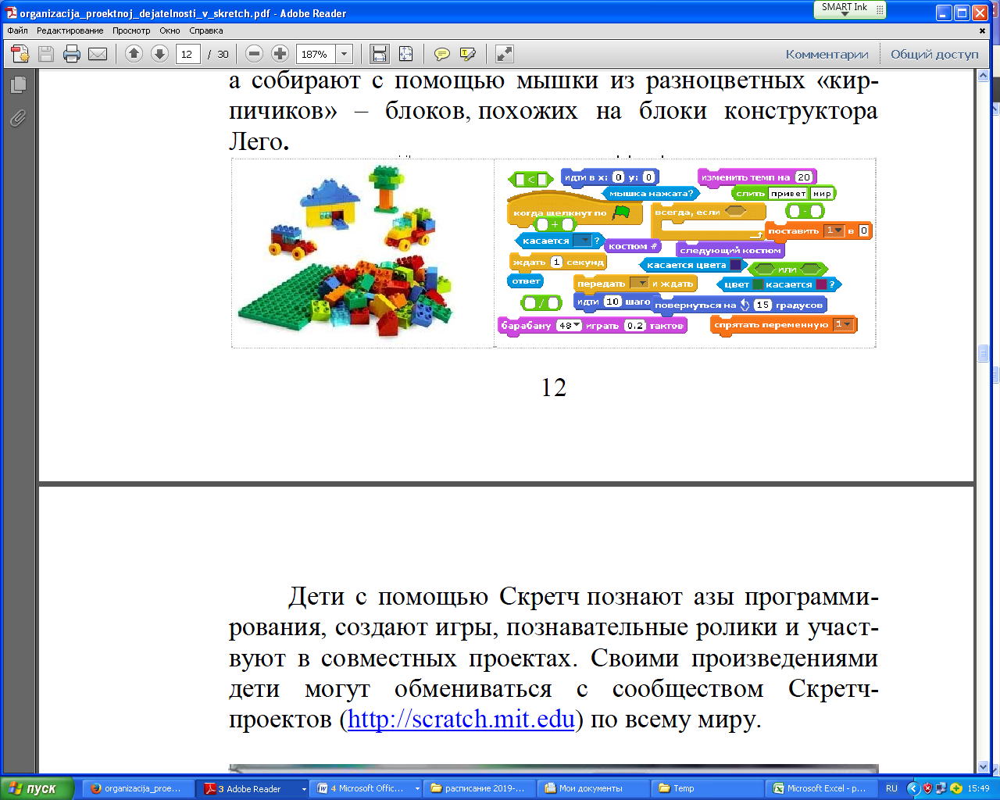 organizacija_proektnoj_dejatelnosti_v_skretch.pdf - Adobe Reader
SMART Ink
Файл Редактирование Просмотр Окно Справка
12 / 30 187% Комментарии Общий доступ
а собирают с помощью мышки из разноцветных «кир-
пичиков» – блоков, похожих на блоки конструктора
Лего.
< идти в x: 0 y: 0 изменить темп на 20
мышка нажата? слить привет мир
когда щелкнут по всегда, если -
+
касается ? костюм # поставить 1 в 0
следующий костюм
ждать 1 секунд касается цвета или
ответ передать и ждать цвет касается ?
/ идти 10 шаго повернуться на 15 градусов
барабану 48 играть 0.2 тактов спрятать переменную 1
12
Дети с помощью Скретч познают азы программи-
рования, создают игры, познавательные ролики и участ-
вуют в совместных проектах. Своими произведениями
дети могут обмениваться с сообществом Скретч-
проектов (http://scratch.mit.edu) по всему миру.
пуск organizacija_proe... 3 Adobe Reader 4 Microsoft Offic... расписание 2019-... Мои документы Temp Microsoft Excel - р... RU 15:49